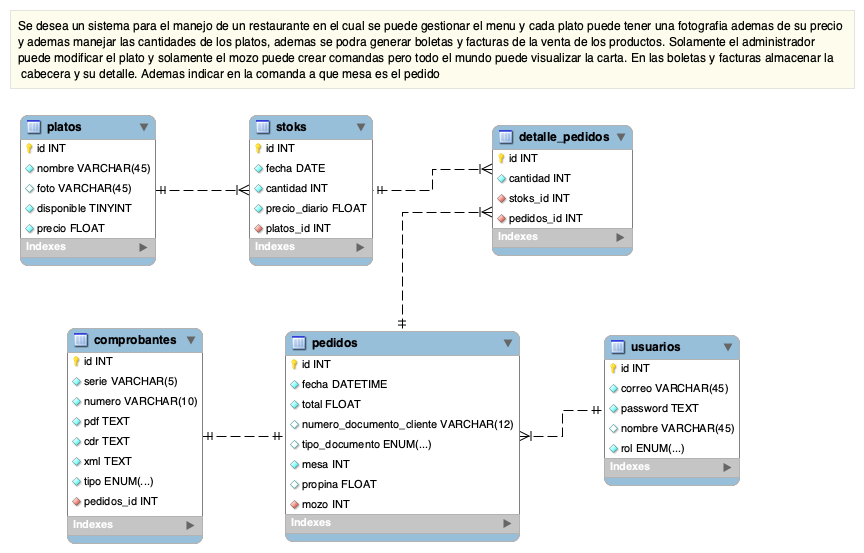 Se desea un sistema para el manejo de un restaurante en el cual se puede gestionar el menu y cada plato puede tener una fotografia ademas de su precio
y ademas manejar las cantidades de los platos, ademas se podra generar boletas y facturas de la venta de los productos. Solamente el administrador
puede modificar el plato y solamente el mozo puede crear comandas pero todo el mundo puede visualizar la carta. En las boletas y facturas almacenar la
cabecera y su detalle. Ademas indicar en la comanda a que mesa es el pedido
platos
id INT
nombre VARCHAR(45)
foto VARCHAR(45)
disponible TINYINT
precio FLOAT
Indexes
stoks
id INT
fecha DATE
cantidad INT
precio_diario FLOAT
platos_id INT
Indexes
detalle_pedidos
id INT
cantidad INT
stoks_id INT
pedidos_id INT
Indexes
comprobantes
id INT
serie VARCHAR(5)
numero VARCHAR(10)
pdf TEXT
cdr TEXT
xml TEXT
tipo ENUM(...)
pedidos_id INT
Indexes
pedidos
id INT
fecha DATETIME
total FLOAT
numero_documento_cliente VARCHAR(12)
tipo_documento ENUM(...)
mesa INT
propina FLOAT
mozo INT
Indexes
usuarios
id INT
correo VARCHAR(45)
password TEXT
nombre VARCHAR(45)
rol ENUM(...)
Indexes